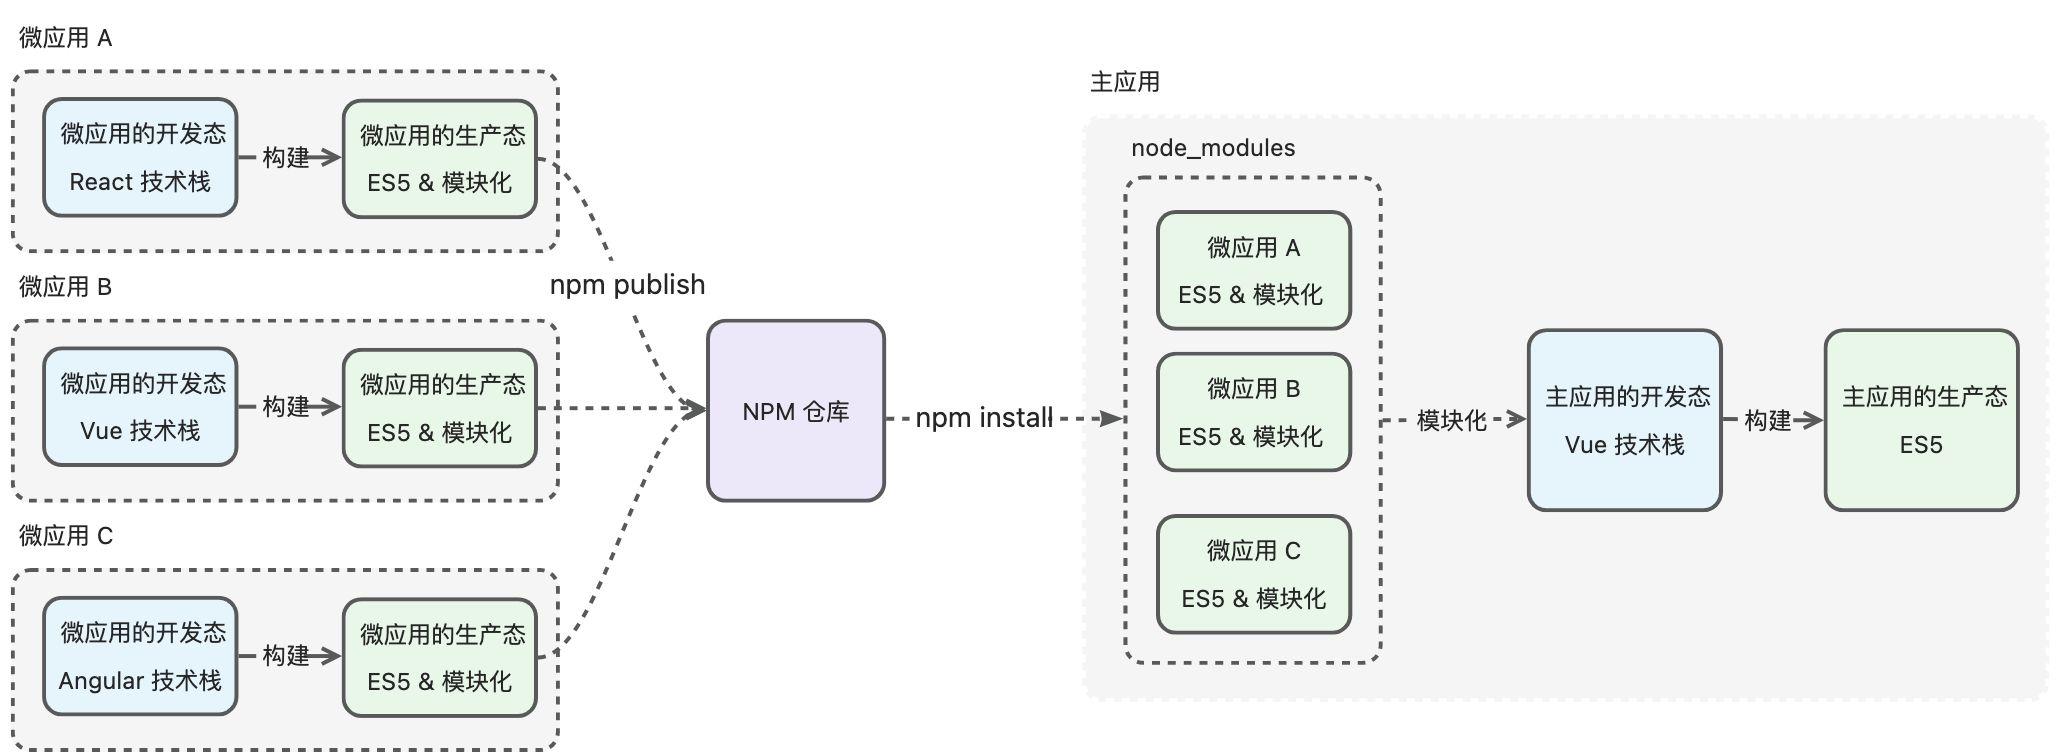 微应用 A
微应用的开发态
React 技术栈
构建
微应用的生产态
ES5 & 模块化
微应用 B
微应用的开发态
Vue 技术栈
构建
微应用的生产态
ES5 & 模块化
微应用 C
微应用的开发态
Angular 技术栈
构建
微应用的生产态
ES5 & 模块化
npm publish
NPM 仓库
npm install
主应用
node_modules
微应用 A
ES5 & 模块化
微应用 B
ES5 & 模块化
微应用 C
ES5 & 模块化
模块化
主应用的开发态
Vue 技术栈
构建
主应用的生产态
ES5